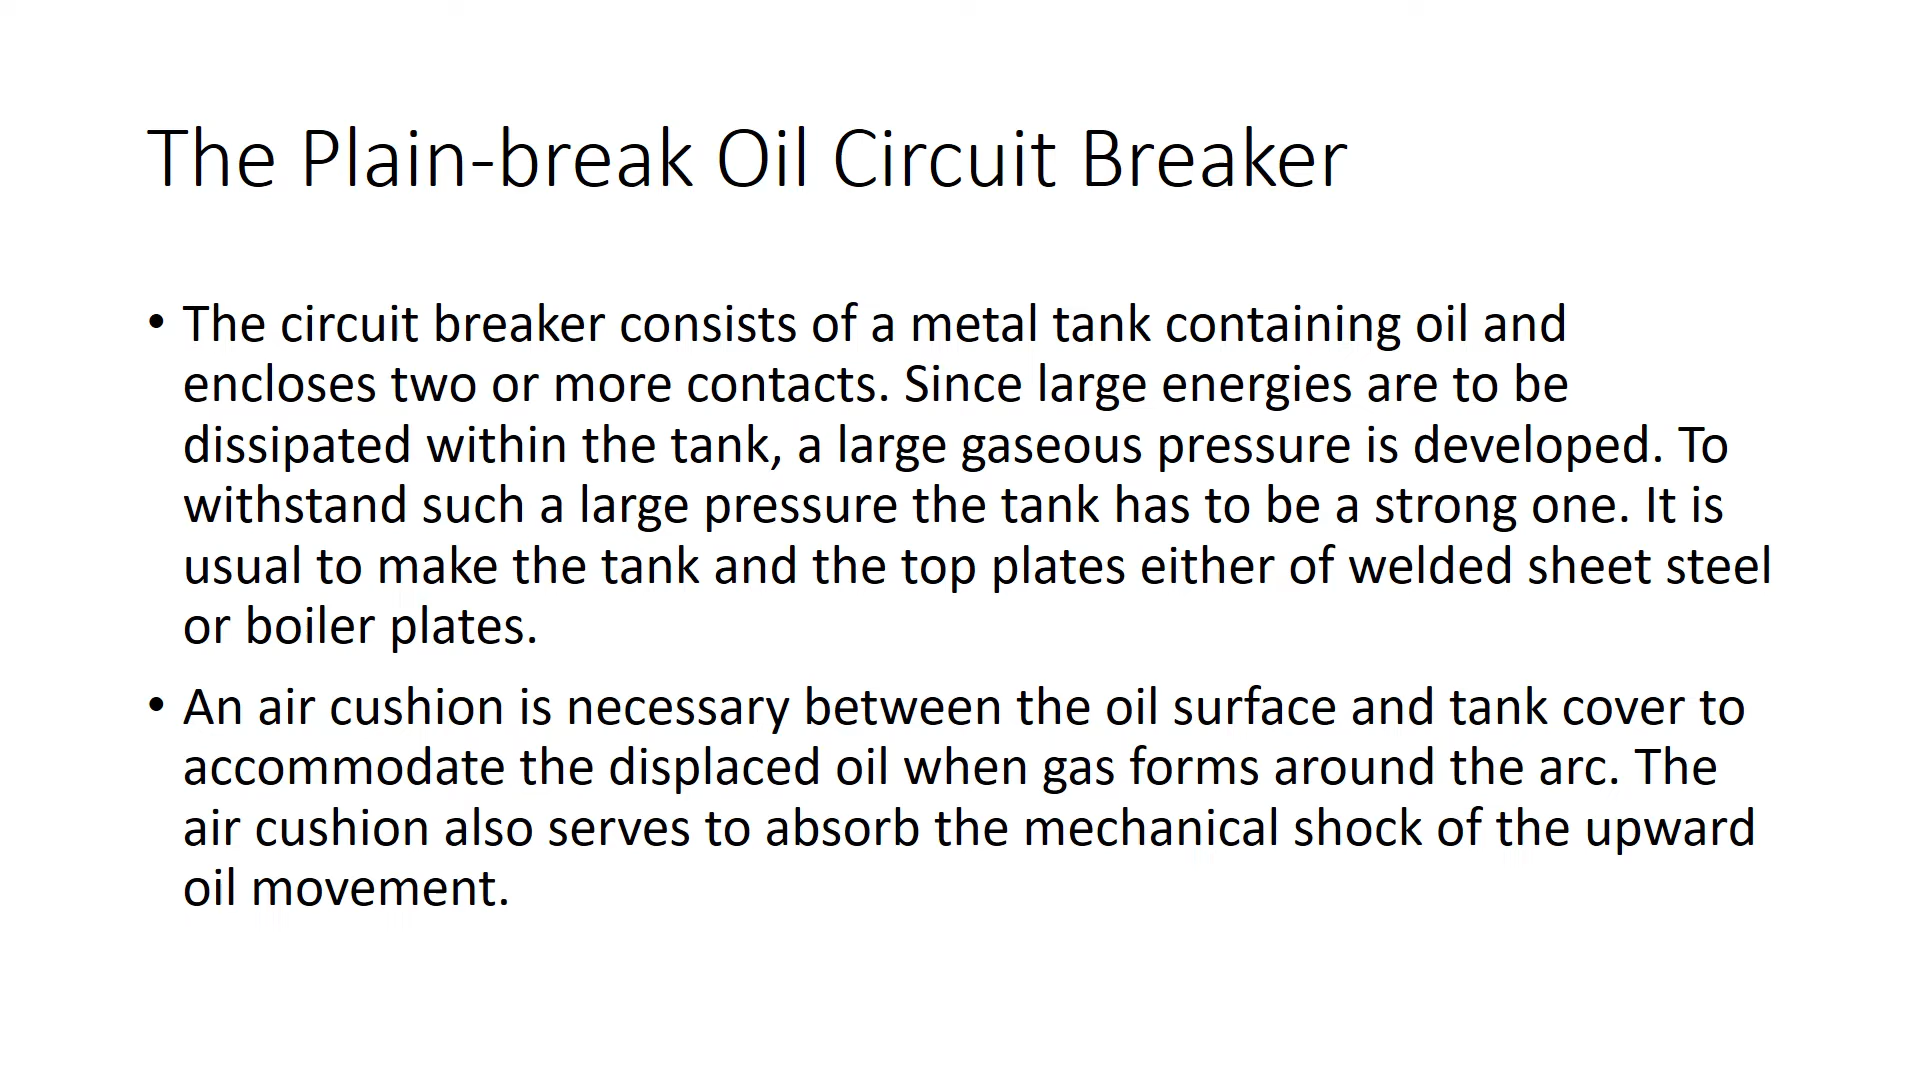 The Plain-break Oil Circuit Breaker
• The circuit breaker consists of a metal tank containing oil and
encloses two or more contacts. Since large energies are to be
dissipated within the tank, a large gaseous pressure is developed. To
withstand such a large pressure the tank has to be a strong one. It is
usual to make the tank and the top plates either of welded sheet steel
or boiler plates.
• An air cushion is necessary between the oil surface and tank cover to
accommodate the displaced oil when gas forms around the arc. The
air cushion also serves to absorb the mechanical shock of the upward
oil movement.